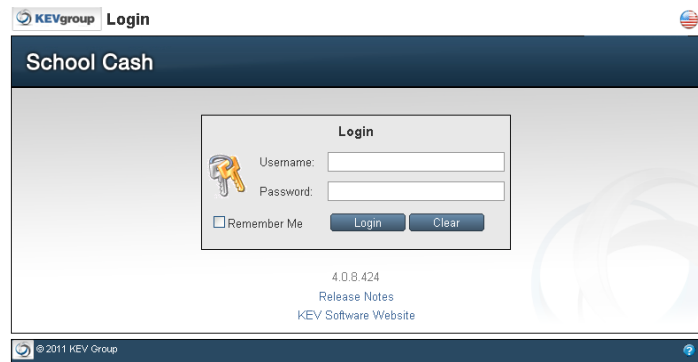 KEVgroup Login
School Cash
Login
Username:
Password:
Remember Me Login Clear
4.0.8.424
Release Notes
KEV Software Website
© 2011 KEV Group ?